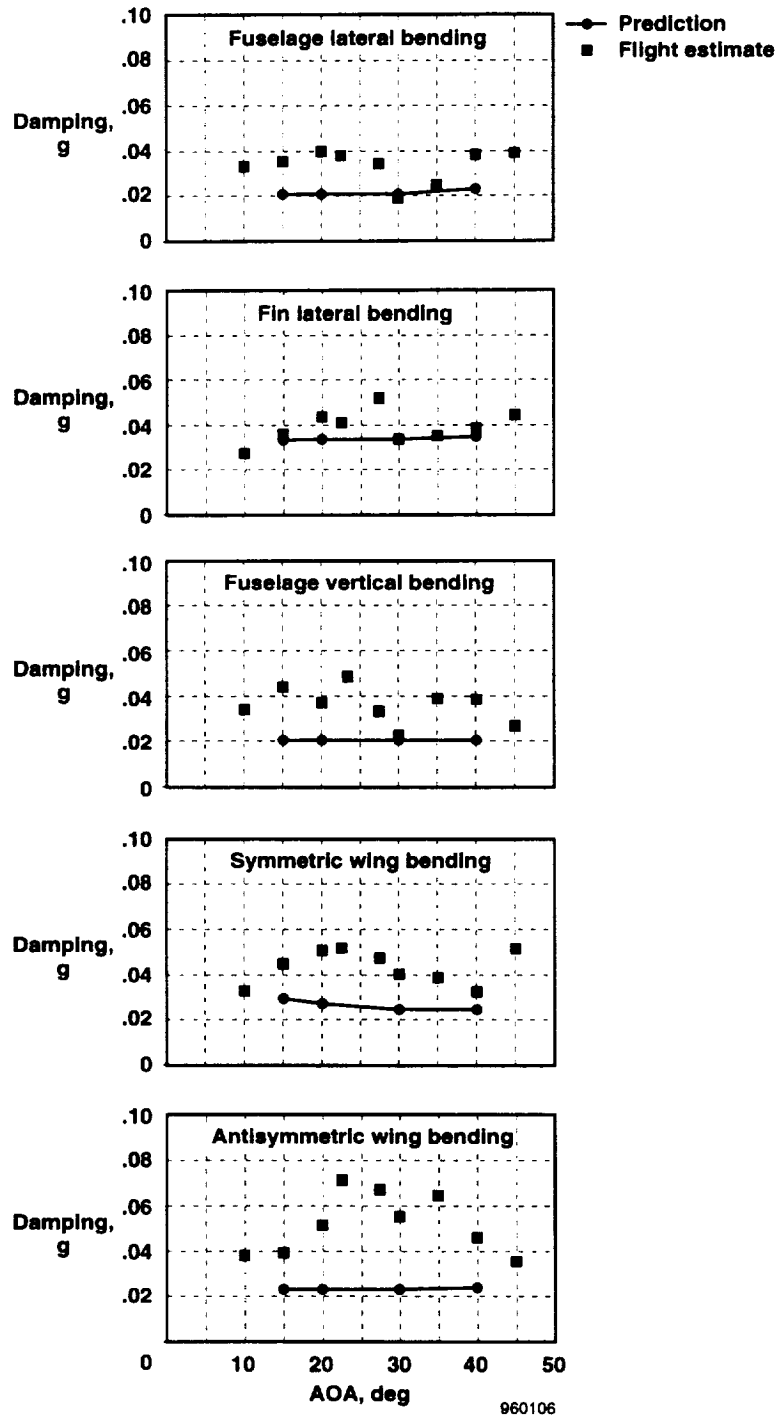 Fuselage lateral bending
Prediction
Flight estimate
.10
.08
.06
Damping,
g
.04
.02
0
.10
Fin lateral bending
.08
.06
Damping,
g
.04
.02
0
.10
Fuselage vertical bending
.08
.06
Damping,
g
.04
.02
0
.10
Symmetric wing bending
.08
.06
Damping,
g
.04
.02
0
.10
Antisymmetric wing bending
.08
.06
Damping,
g
.04
.02
0 10 20 30 40 50
AOA, deg
960106